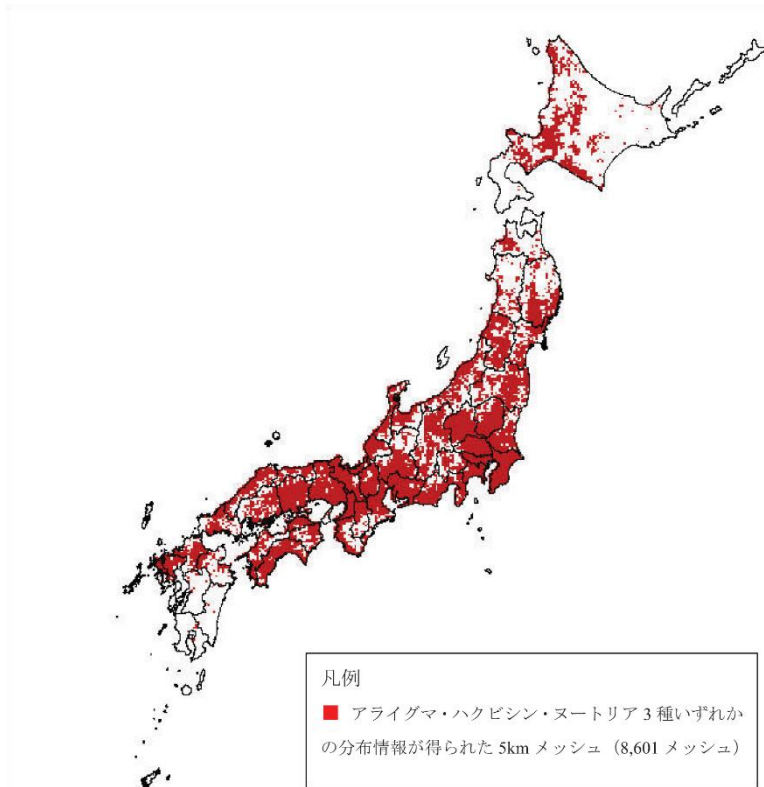 凡例
■ アライグマ・ハクビシン・ヌートリア 3 種いずれか
の分布情報が得られた 5km メッシュ（8,601 メッシュ）